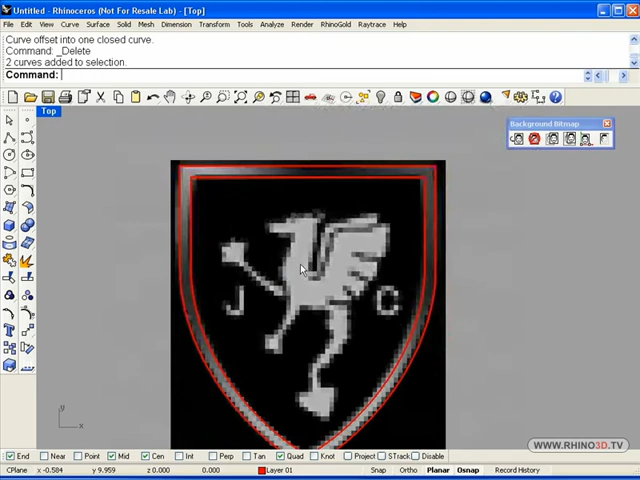 Untitled - Rhinoceros (Not For Resale Lab) - [Top]
File Edit View Curve Surface Solid Mesh Dimension Transform Tools Analyze RhinoGold Raytrace Help
Curve offset into one closed curve.
Command: _Delete
2 curves added to selection.
Command:
Top
Background Bitmap
J C
y
x
WWW.RHINO3D.TV
End Near Point Mid Cen Int Perp Tan Quad Knot Project STrack Disable
CPlane x -0.584 y 9.959 z 0.000 0.000 Layer 01 Snap Ortho Planar Osnap Record History